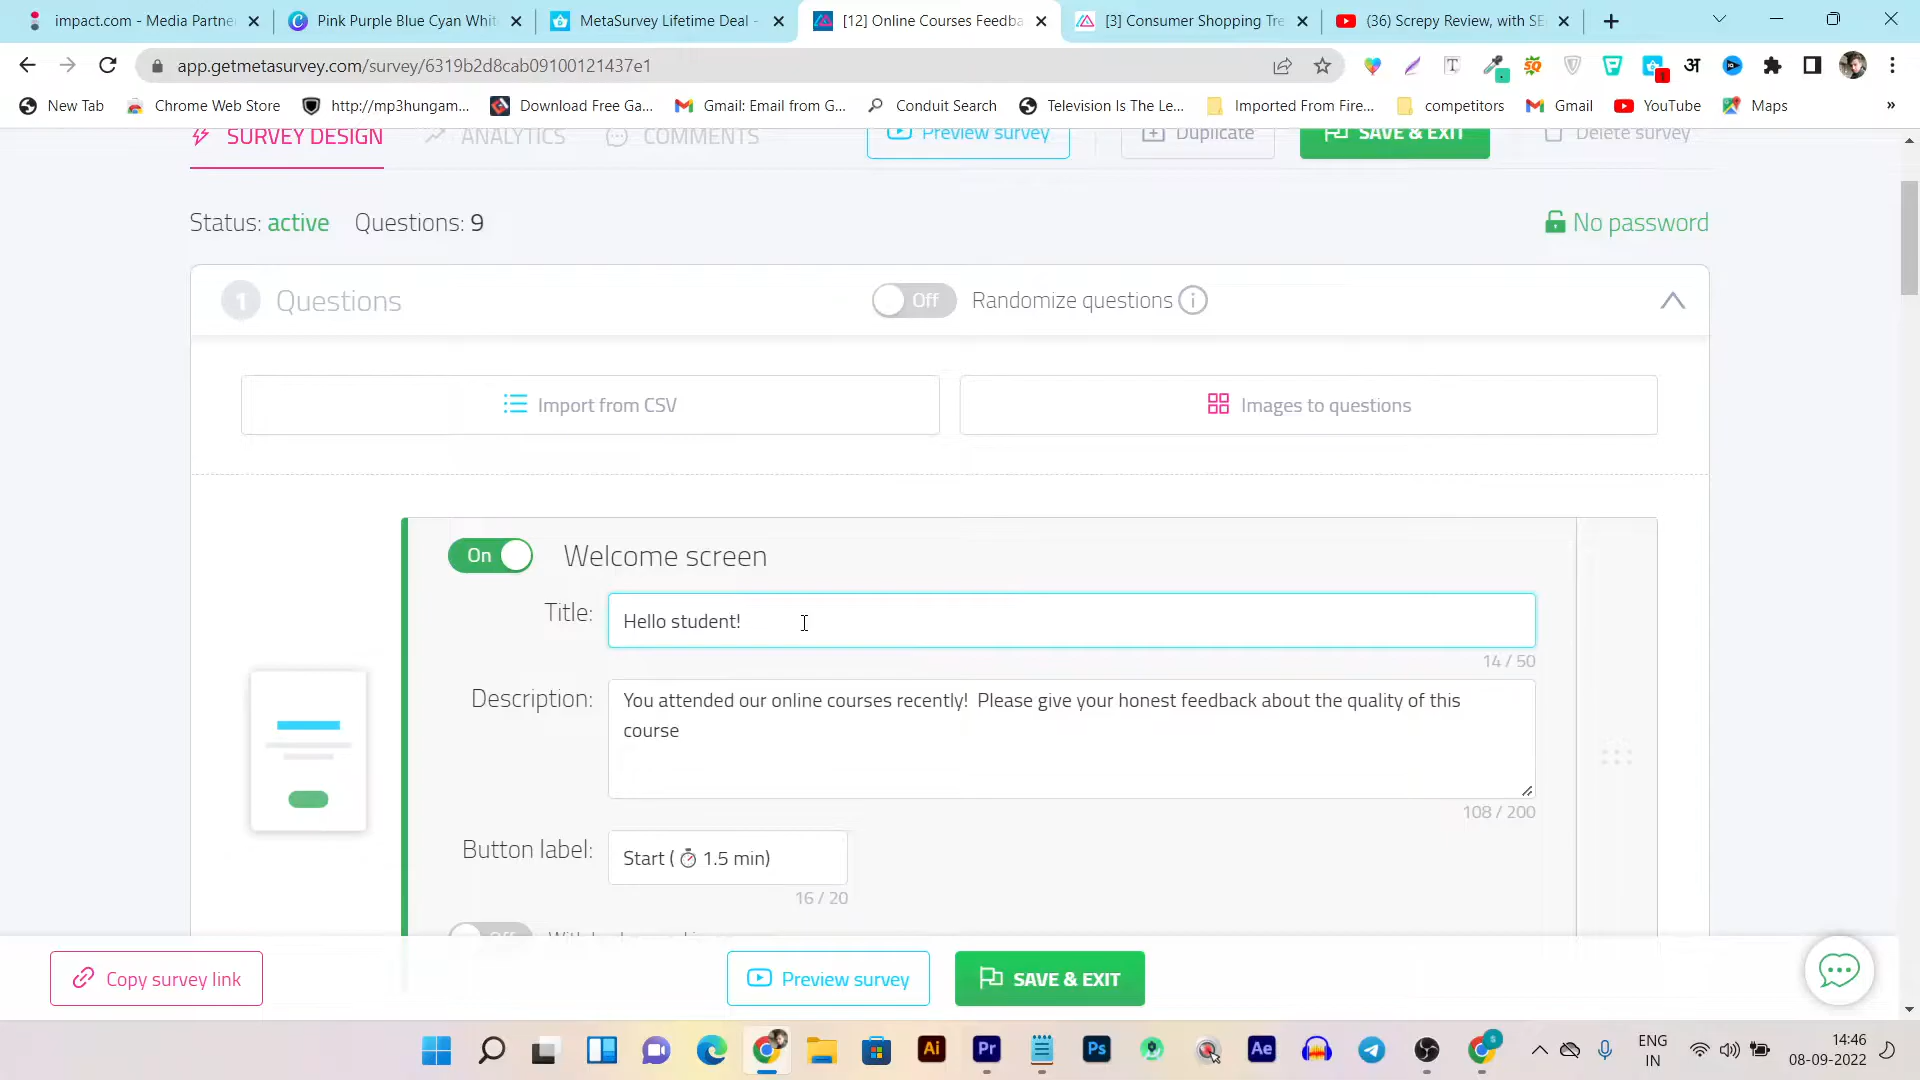 impact.com - Media Partne
Pink Purple Blue Cyan Whit
MetaSurvey Lifetime Deal -
[12] Online Courses Feedba
[3] Consumer Shopping Tre
(36) Screpy Review, with SE
app.getmetasurvey.com/survey/6319b2d8cab09100121437e1
New Tab
Chrome Web Store
http://mp3hungam...
Download Free Ga...
Gmail: Email from G...
Conduit Search
Television Is The Le...
Imported From Fire...
competitors
Gmail
YouTube
Maps
»
SURVEY DESIGN
ANALYTICS
COMMENTS
Preview survey
Duplicate
SAVE & EXIT
Delete survey
Status: active Questions: 9
No password
1 Questions
Off
Randomize questions
Import from CSV
Images to questions
On
Welcome screen
Title:
Hello student!
14 / 50
Description:
You attended our online courses recently! Please give your honest feedback about the quality of this
course
108 / 200
Button label:
Start ( ⏱ 1.5 min)
16 / 20
Copy survey link
Preview survey
SAVE & EXIT
ENG
IN
14:46
08-09-2022